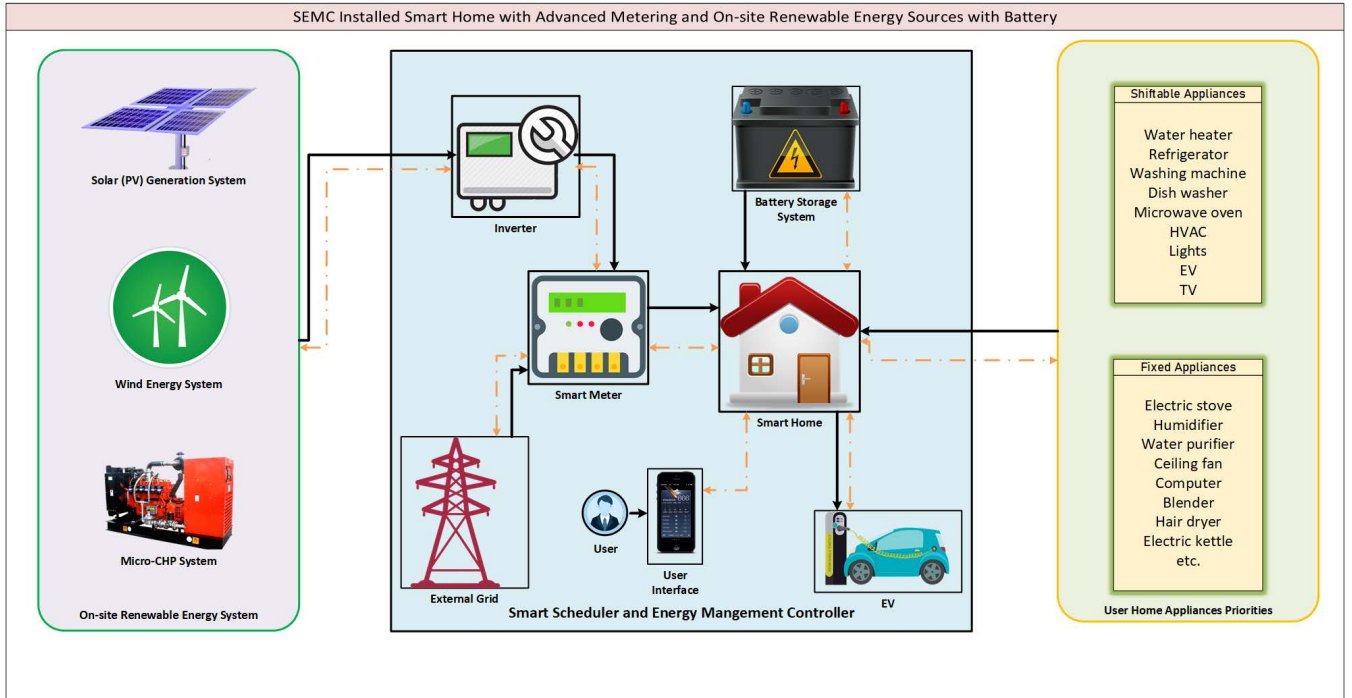 SEMC Installed Smart Home with Advanced Metering and On-site Renewable Energy Sources with Battery
Solar (PV) Generation System
Wind Energy System
Micro-CHP System
On-site Renewable Energy System
Inverter
Battery Storage
System
Smart Meter
Smart Home
External Grid
User
User
Interface
EV
Smart Scheduler and Energy Mangement Controller
Shiftable Appliances
Water heater
Refrigerator
Washing machine
Dish washer
Microwave oven
HVAC
Lights
EV
TV
Fixed Appliances
Electric stove
Humidifier
Water purifier
Ceiling fan
Computer
Blender
Hair dryer
Electric kettle
etc.
User Home Appliances Priorities